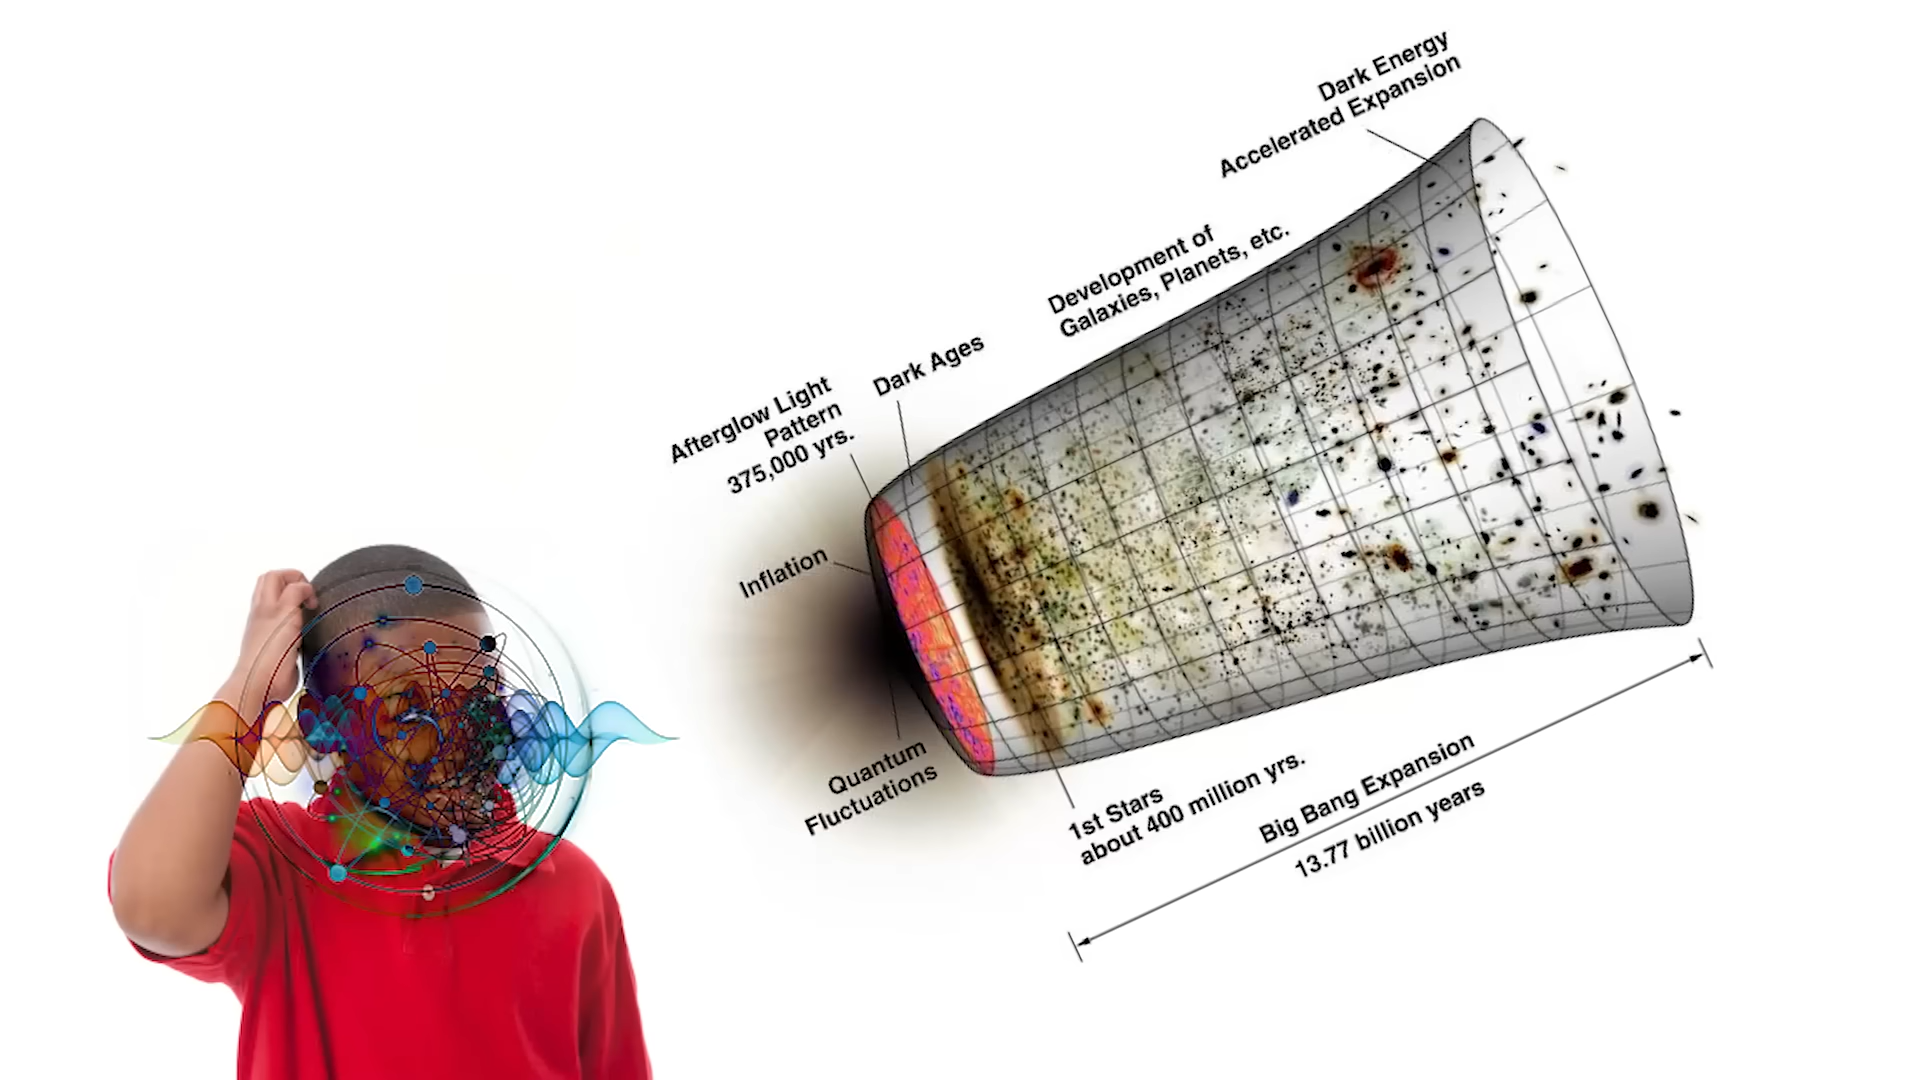 Dark Energy
Accelerated Expansion
Development of
Galaxies, Planets, etc.
Dark Ages
Afterglow Light
Pattern
375,000 yrs.
Inflation
Quantum
Fluctuations
1st Stars
about 400 million yrs.
Big Bang Expansion
13.77 billion years